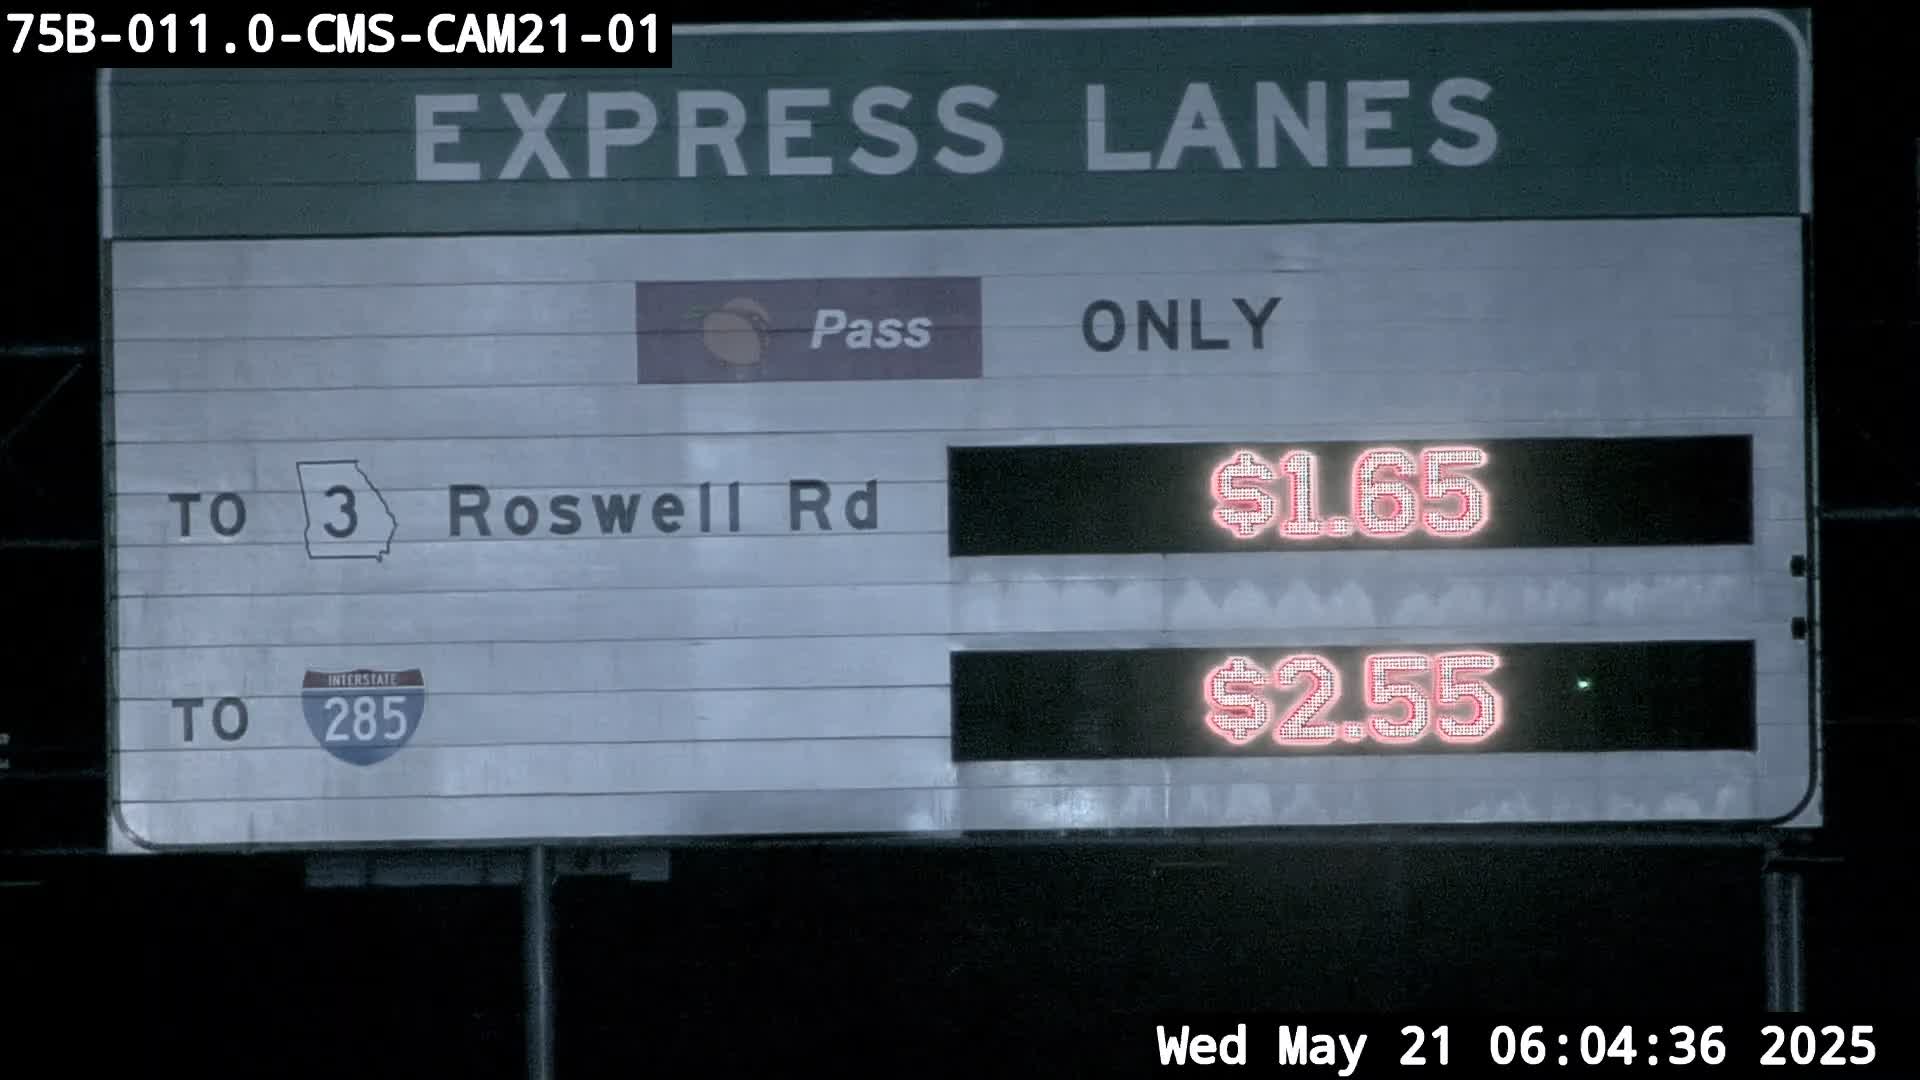 75B-011.0-CMS-CAM21-01
EXPRESS LANES
Pass ONLY
TO 3 Roswell Rd $1.65
TO INTERSTATE 285 $2.55
Wed May 21 06:04:36 2025